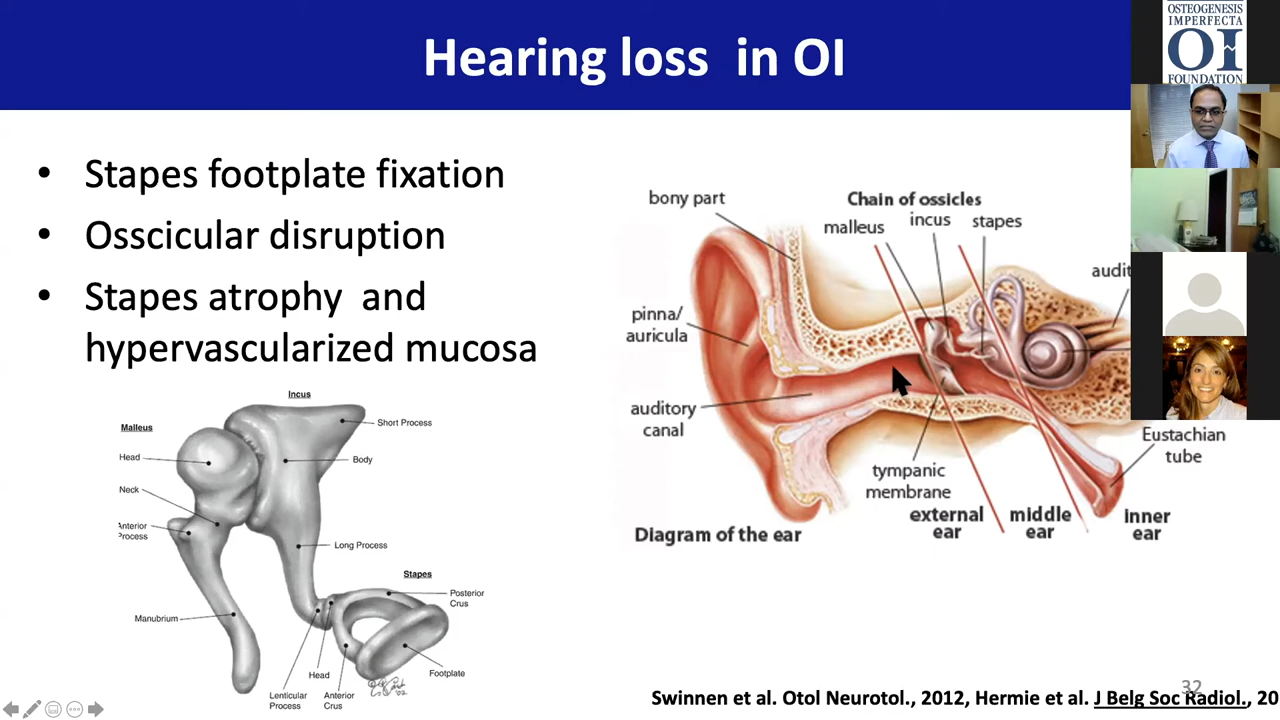 Hearing loss in OI
OSTEOGENESIS
IMPERFECTA
OI
FOUNDATION
• Stapes footplate fixation
• Osscicular disruption
• Stapes atrophy and
hypervascularized mucosa
bony part
Chain of ossicles
malleus
incus
stapes
audit
pinna/
auricula
auditory
canal
tympanic
membrane
Eustachian
tube
external
ear
middle
ear
inner
ear
Diagram of the ear
Incus
Malleus
Short Process
Head
Body
Neck
Anterior
Process
Long Process
Stapes
Posterior
Crus
Manubrium
Head
Footplate
Lenticular
Process
Anterior
Crus
32
Swinnen et al. Otol Neurotol., 2012, Hermie et al. J Belg Soc Radiol., 20